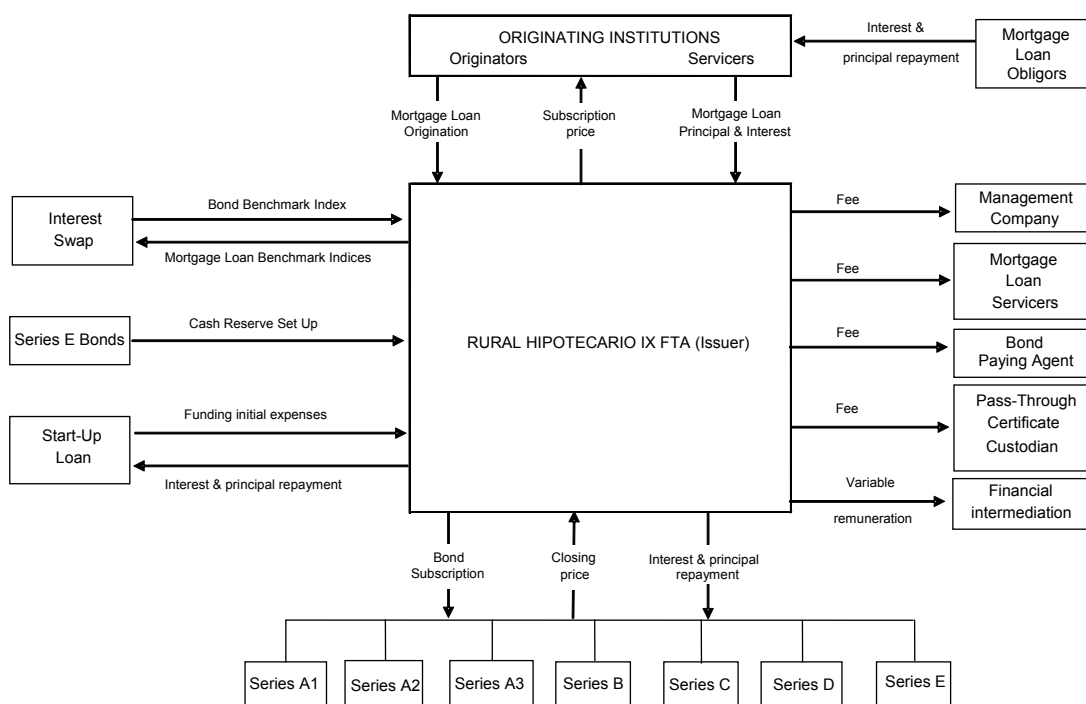 ORIGINATING INSTITUTIONS
Originators
Servicers
Interest &
principal repayment
Mortgage
Loan
Obligors
Mortgage Loan
Origination
Subscription
price
Mortgage Loan
Principal & Interest
Interest
Swap
Bond Benchmark Index
Mortgage Loan Benchmark Indices
Series E Bonds
Cash Reserve Set Up
Start-Up
Loan
Funding initial expenses
Interest & principal repayment
RURAL HIPOTECARIO IX FTA (Issuer)
Fee
Management
Company
Fee
Mortgage
Loan
Servicers
Fee
Bond
Paying Agent
Fee
Pass-Through
Certificate
Custodian
Variable
remuneration
Financial
intermediation
Bond
Subscription
Closing
price
Interest & principal
repayment
Series A1
Series A2
Series A3
Series B
Series C
Series D
Series E